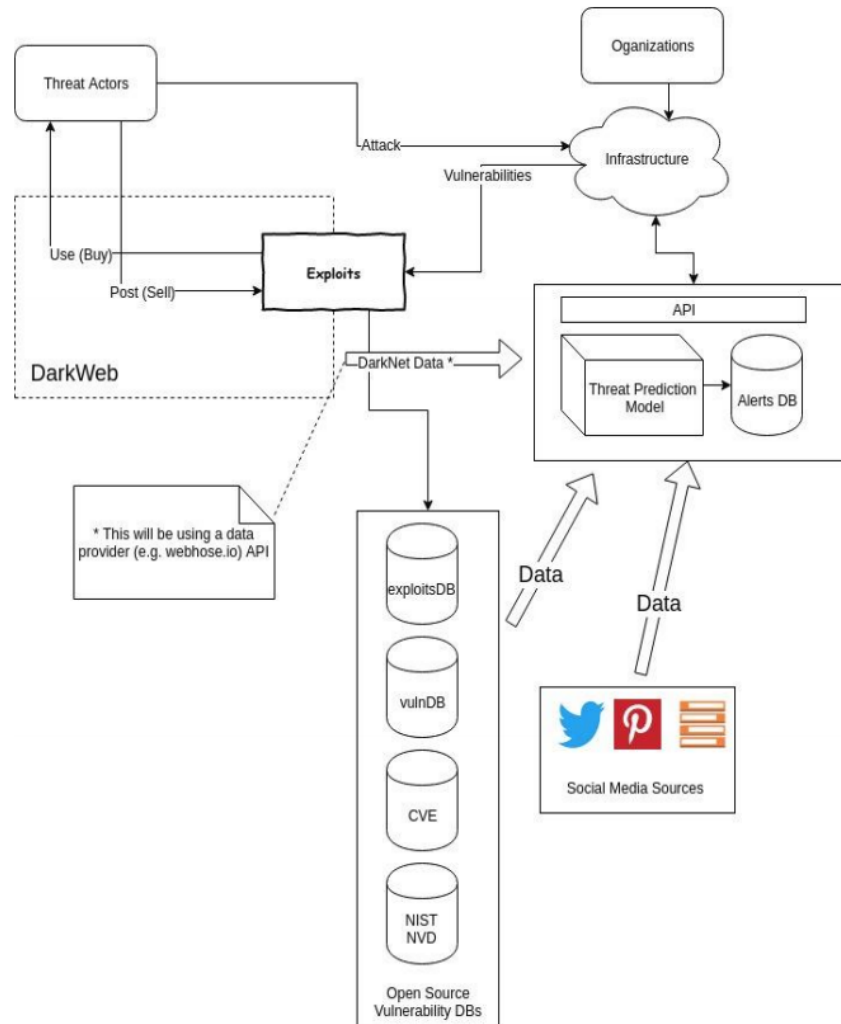 Threat Actors
Oganizations
Attack
Infrastructure
Vulnerabilities
Use (Buy)
Exploits
Post (Sell)
DarkWeb
DarkNet Data *
API
Threat Prediction
Model
Alerts DB
* This will be using a data
provider (e.g. webhose.io) API
exploitsDB
Data
Data
vulnDB
Social Media Sources
CVE
NIST
NVD
Open Source
Vulnerability DBs